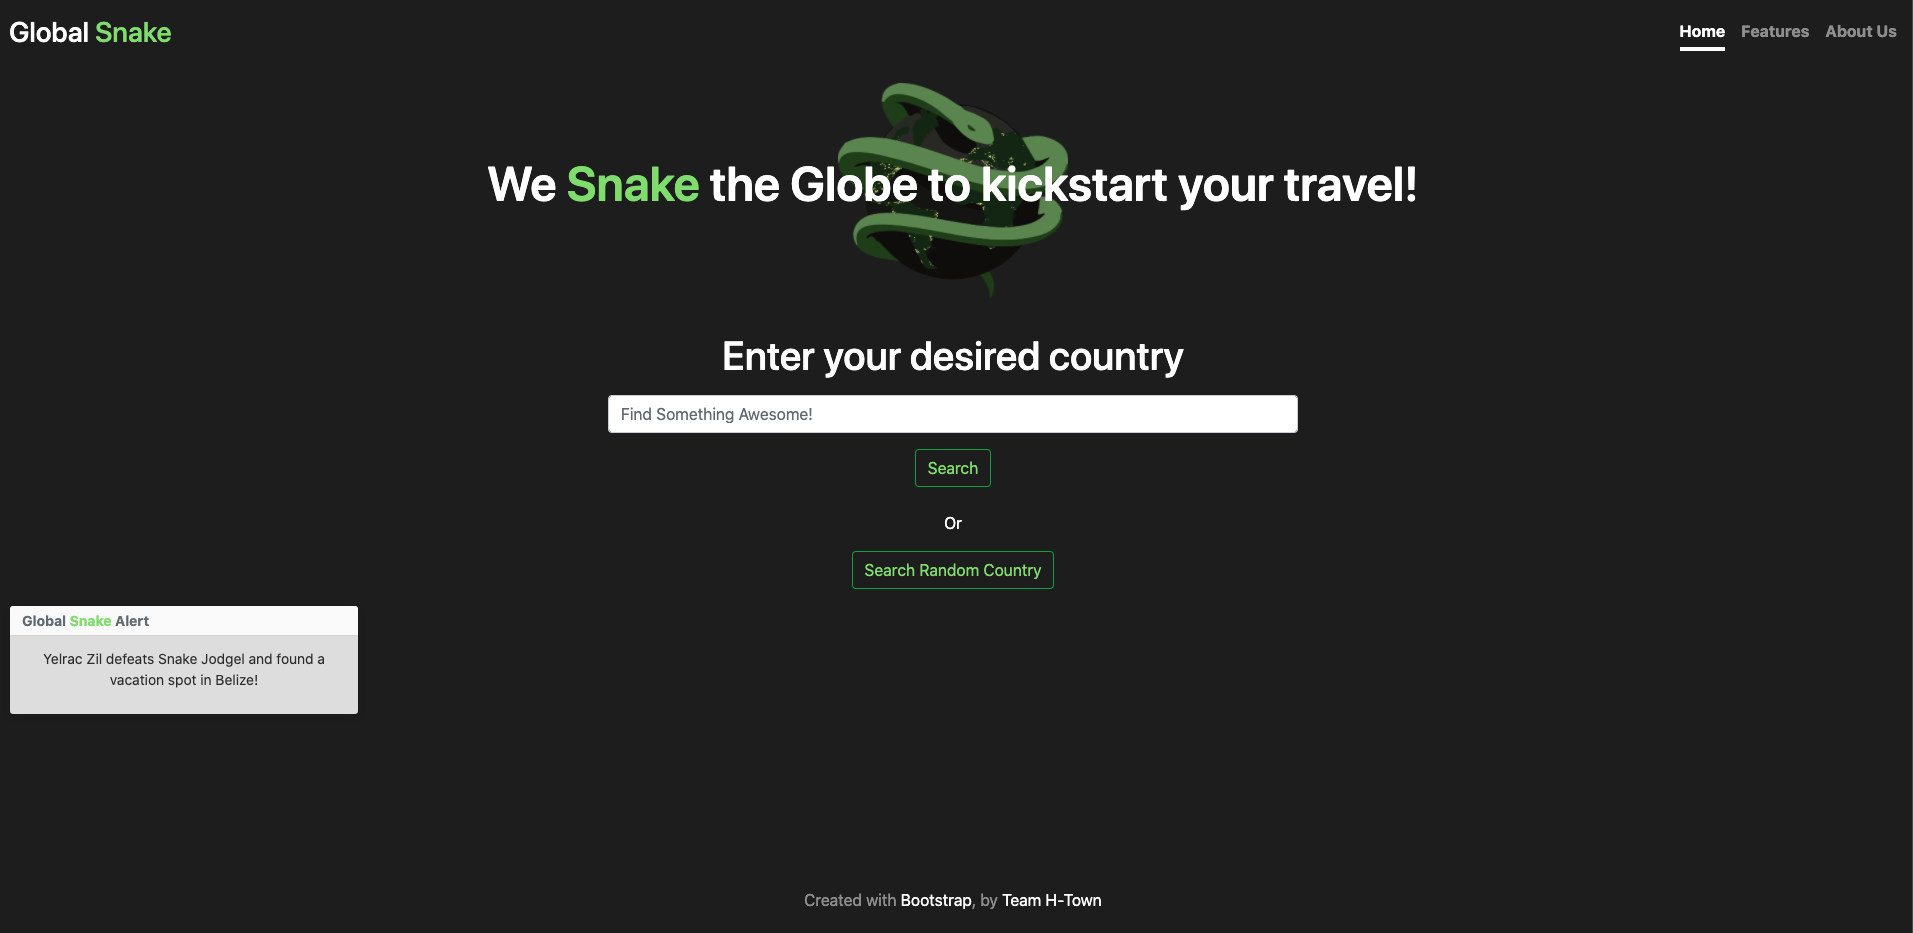 Global Snake
Home Features About Us
We Snake the Globe to kickstart your travel!
Enter your desired country
Find Something Awesome!
Search
Or
Search Random Country
Global Snake Alert
Yelrac Zil defeats Snake Jodgel and found a
vacation spot in Belize!
Created with Bootstrap, by Team H-Town